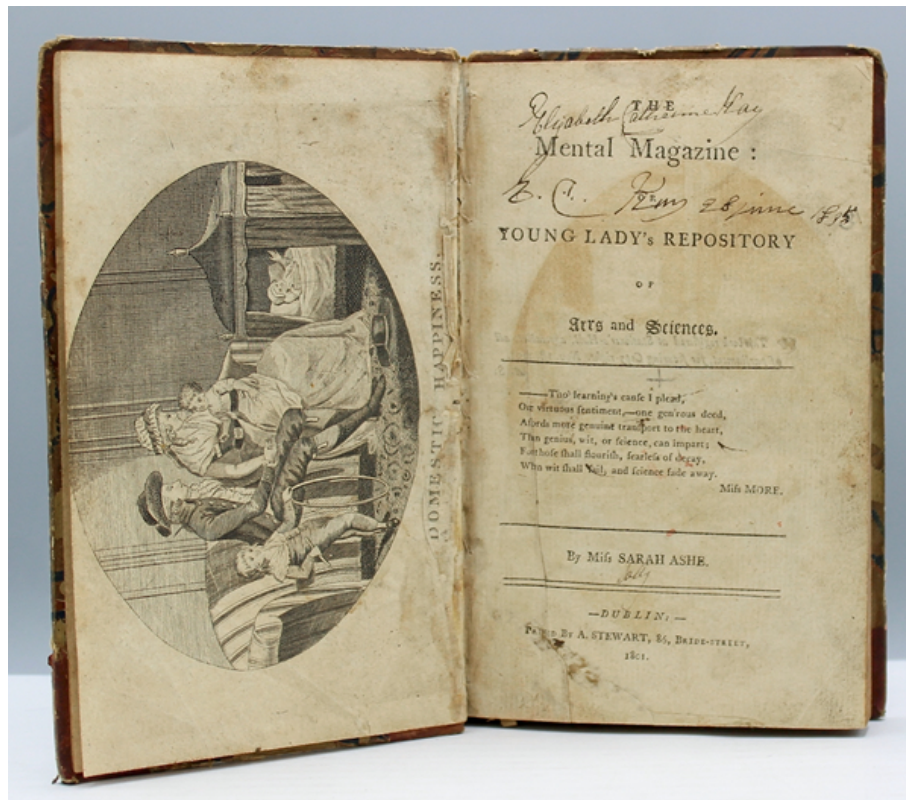 DOMESTIC HAPPINESS.
THE
Elizabeth Catherine Hay
Mental Magazine :
E. C.
OR
28 june
YOUNG LADY's REPOSITORY
OF
Arts and Sciences.
——Tho' learning's cauſe I plead,
One virtuous ſentiment,—one gen'rous deed,
Affords more genuine tranſport to the heart,
Than genius, wit, or ſcience, can impart;
For thoſe ſhall flouriſh, fearleſs of decay,
When wit ſhall fail, and ſcience fade away.
Miſs MORE.
By Miſs SARAH ASHE.
—DUBLIN: —
BY A. STEWART, 86, BRIDE-STREET,
1801.